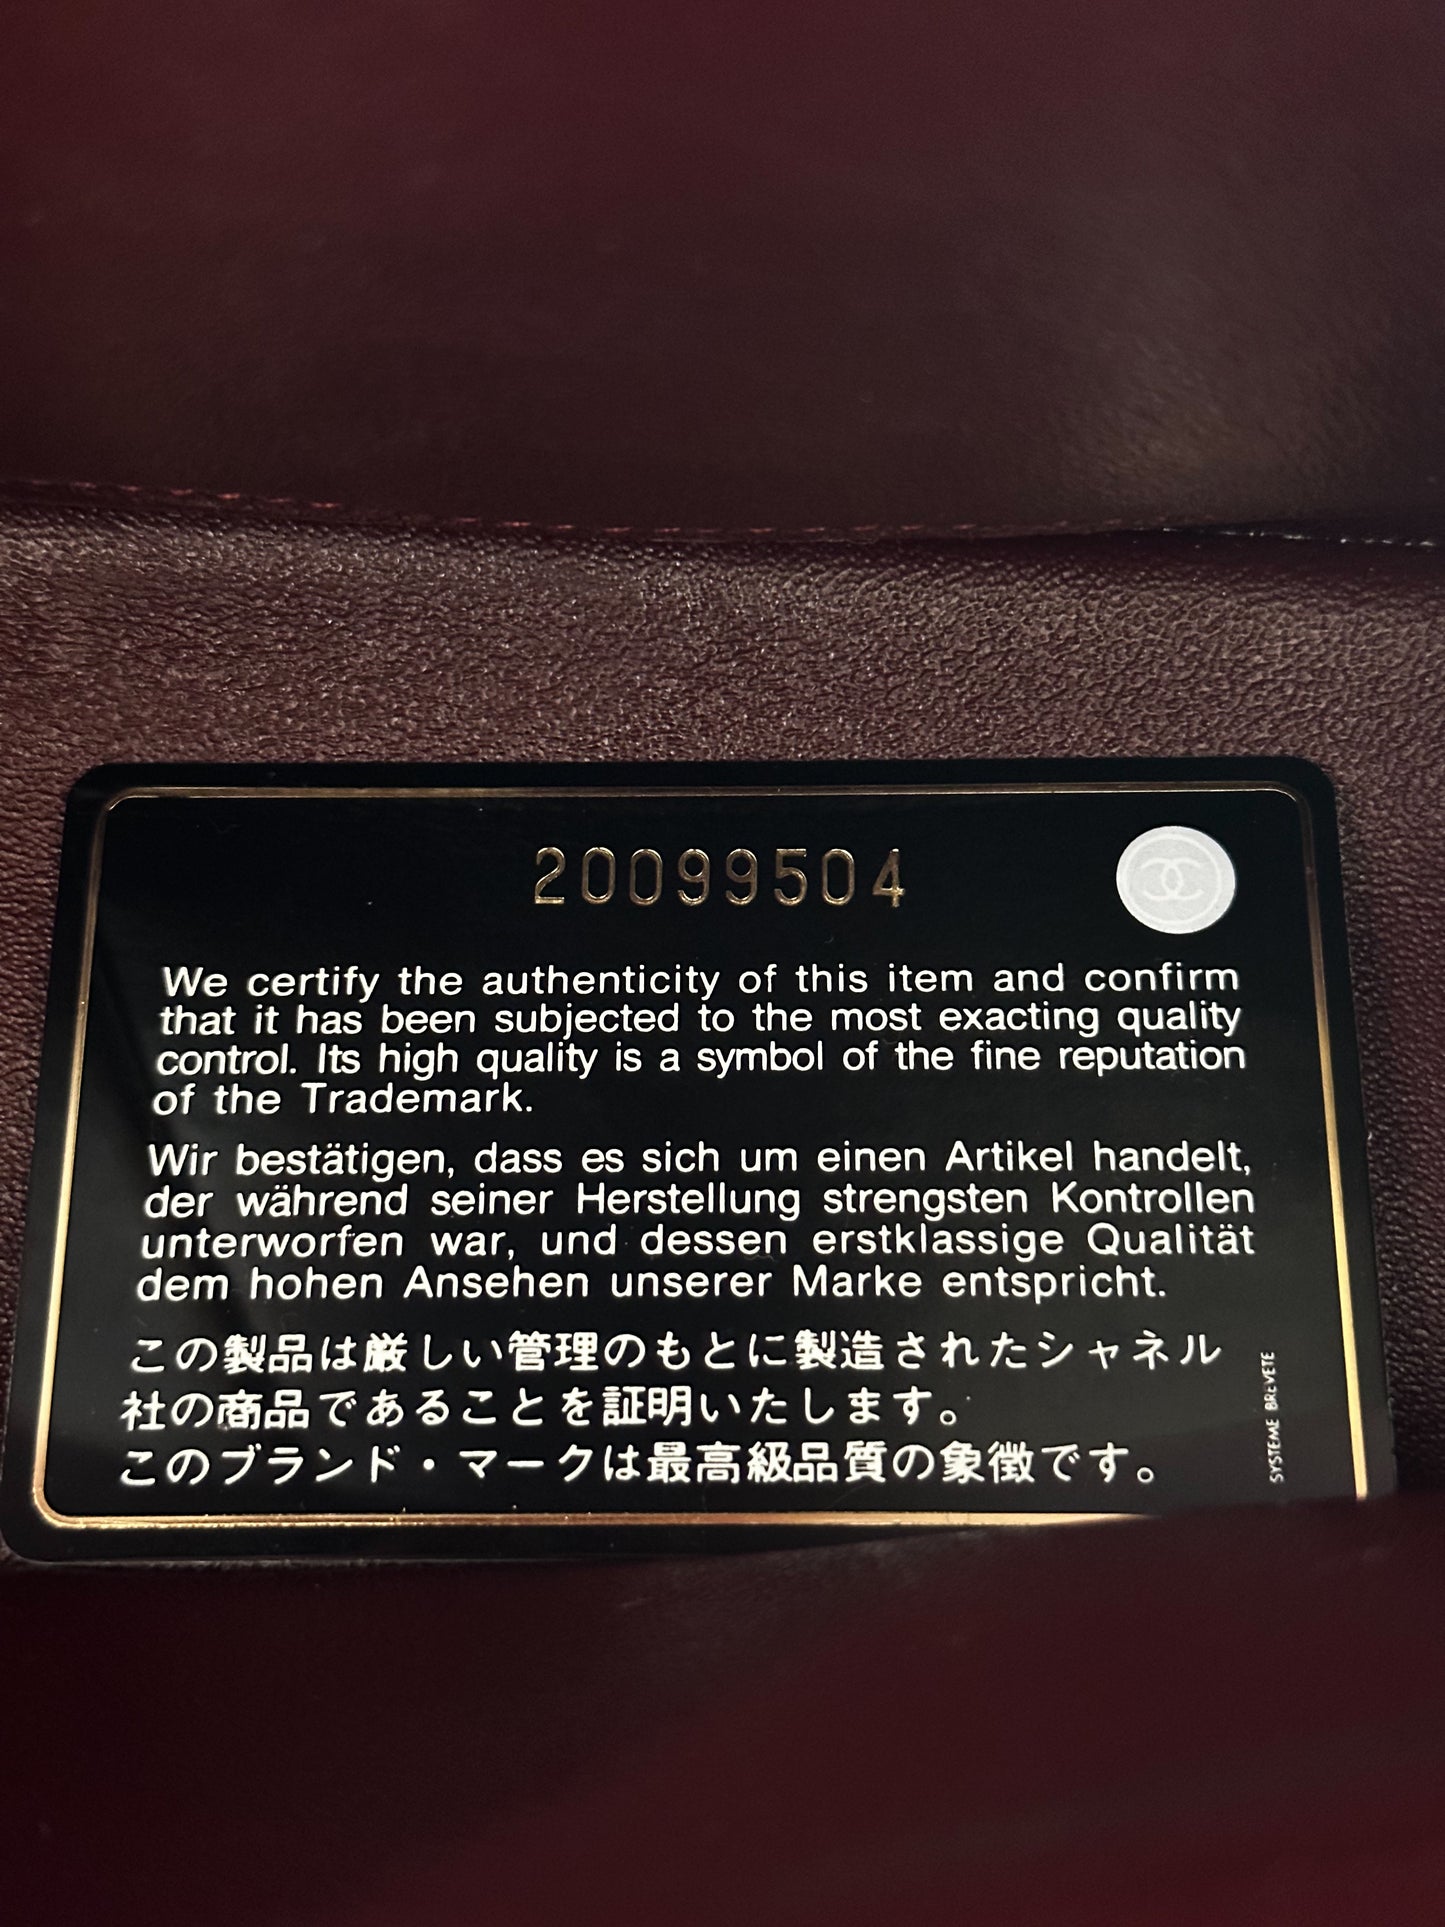 20099504
We certify the authenticity of this item and confirm
that it has been subjected to the most exacting quality
control. Its high quality is a symbol of the fine reputation
of the Trademark.
Wir bestätigen, dass es sich um einen Artikel handelt,
der während seiner Herstellung strengsten Kontrollen
unterworfen war, und dessen erstklassige Qualität
dem hohen Ansehen unserer Marke entspricht.
この製品は厳しい管理のもとに製造されたシャネル
社の商品であることを証明いたします。
このブランド・マークは最高級品質の象徴です。
SYSTEME BREVETE